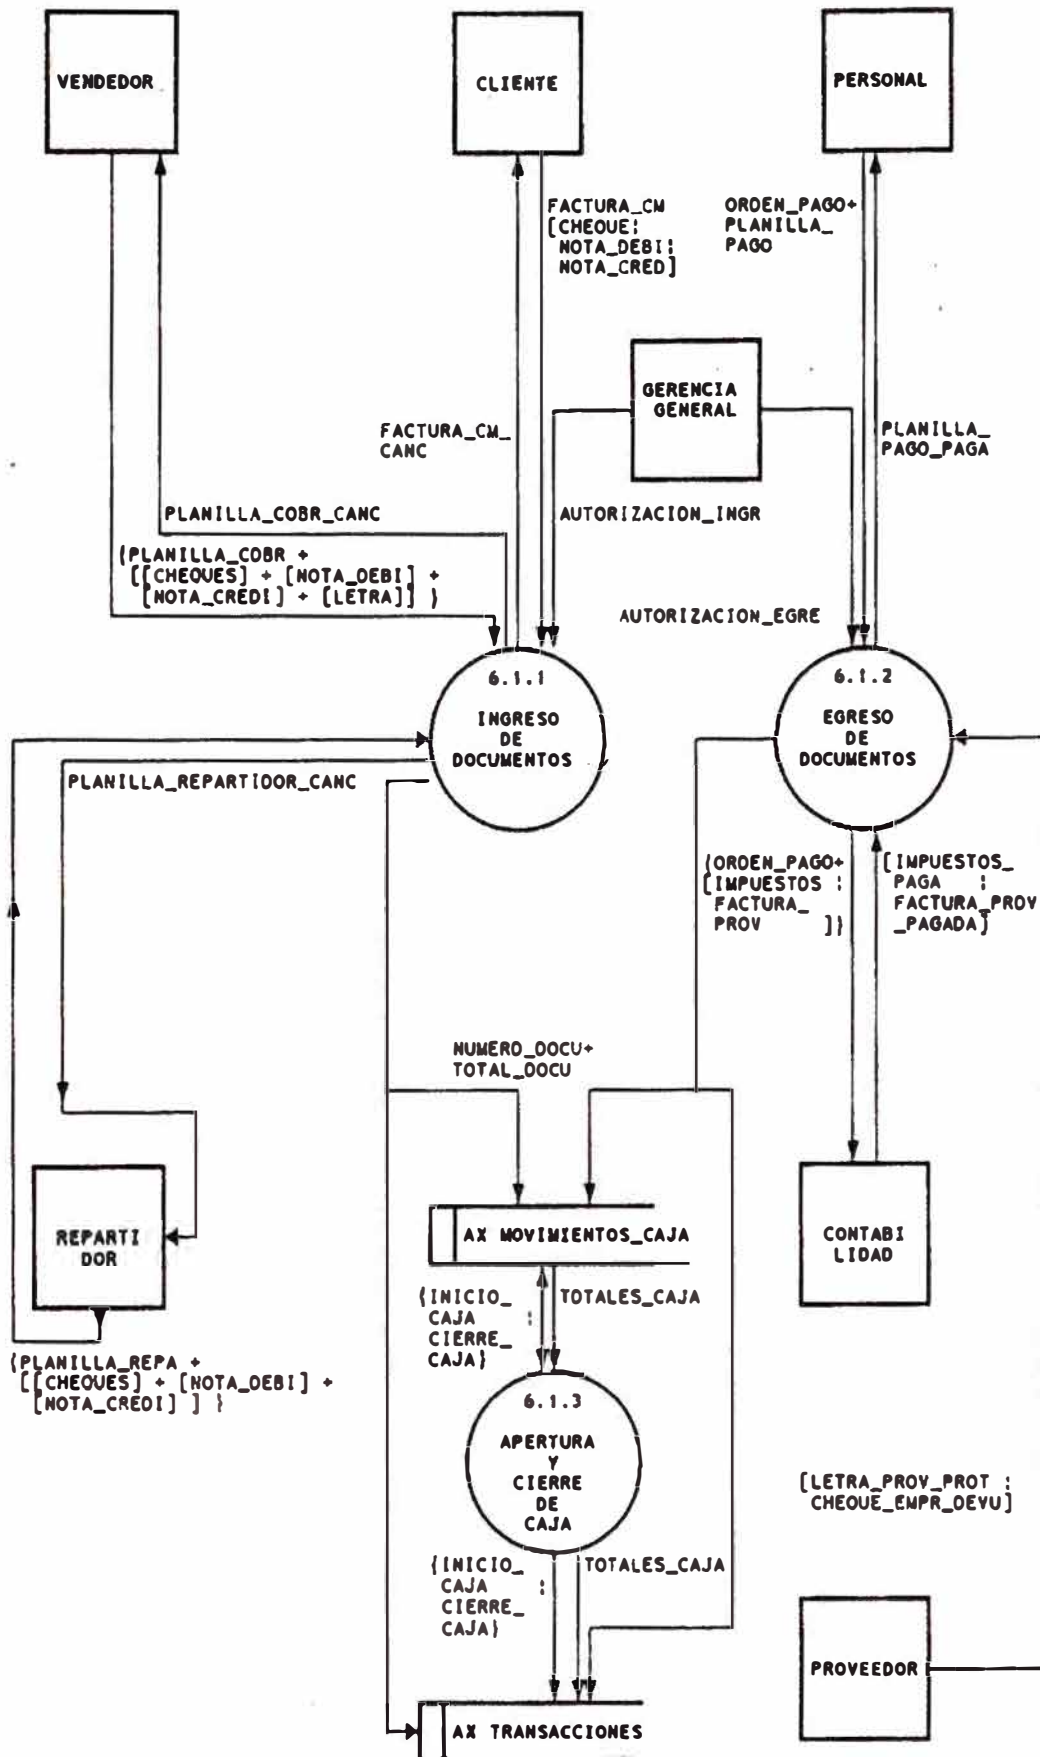 VENDEDOR
CLIENTE
PERSONAL
FACTURA_CM
[CHEQUE¦
NOTA_DEBI¦
NOTA_CRED]
ORDEN_PAGO+
PLANILLA_
PAGO
GERENCIA
GENERAL
FACTURA_CM_
CANC
PLANILLA_
PAGO_PAGA
PLANILLA_COBR_CANC
AUTORIZACION_INGR
{PLANILLA_COBR +
[[CHEQUES] + [NOTA_DEBI] +
[NOTA_CREDI] + [LETRA]] }
AUTORIZACION_EGRE
6.1.1
INGRESO
DE
DOCUMENTOS
6.1.2
EGRESO
DE
DOCUMENTOS
PLANILLA_REPARTIDOR_CANC
{ORDEN_PAGO+
[IMPUESTOS ¦
FACTURA_
PROV ]}
[IMPUESTOS_
PAGA ¦
FACTURA_PROV
_PAGADA]
NUMERO_DOCU+
TOTAL_DOCU
REPARTI
DOR
AX MOVIMIENTOS_CAJA
CONTABI
LIDAD
{INICIO_
CAJA ¦
CIERRE_
CAJA}
TOTALES_CAJA
{PLANILLA_REPA +
[[CHEQUES] + [NOTA_DEBI] +
[NOTA_CREDI] ] }
6.1.3
APERTURA
Y
CIERRE
DE
CAJA
[LETRA_PROV_PROT ¦
CHEQUE_EMPR_DEVU]
{INICIO_
CAJA ¦
CIERRE_
CAJA}
TOTALES_CAJA
PROVEEDOR
AX TRANSACCIONES